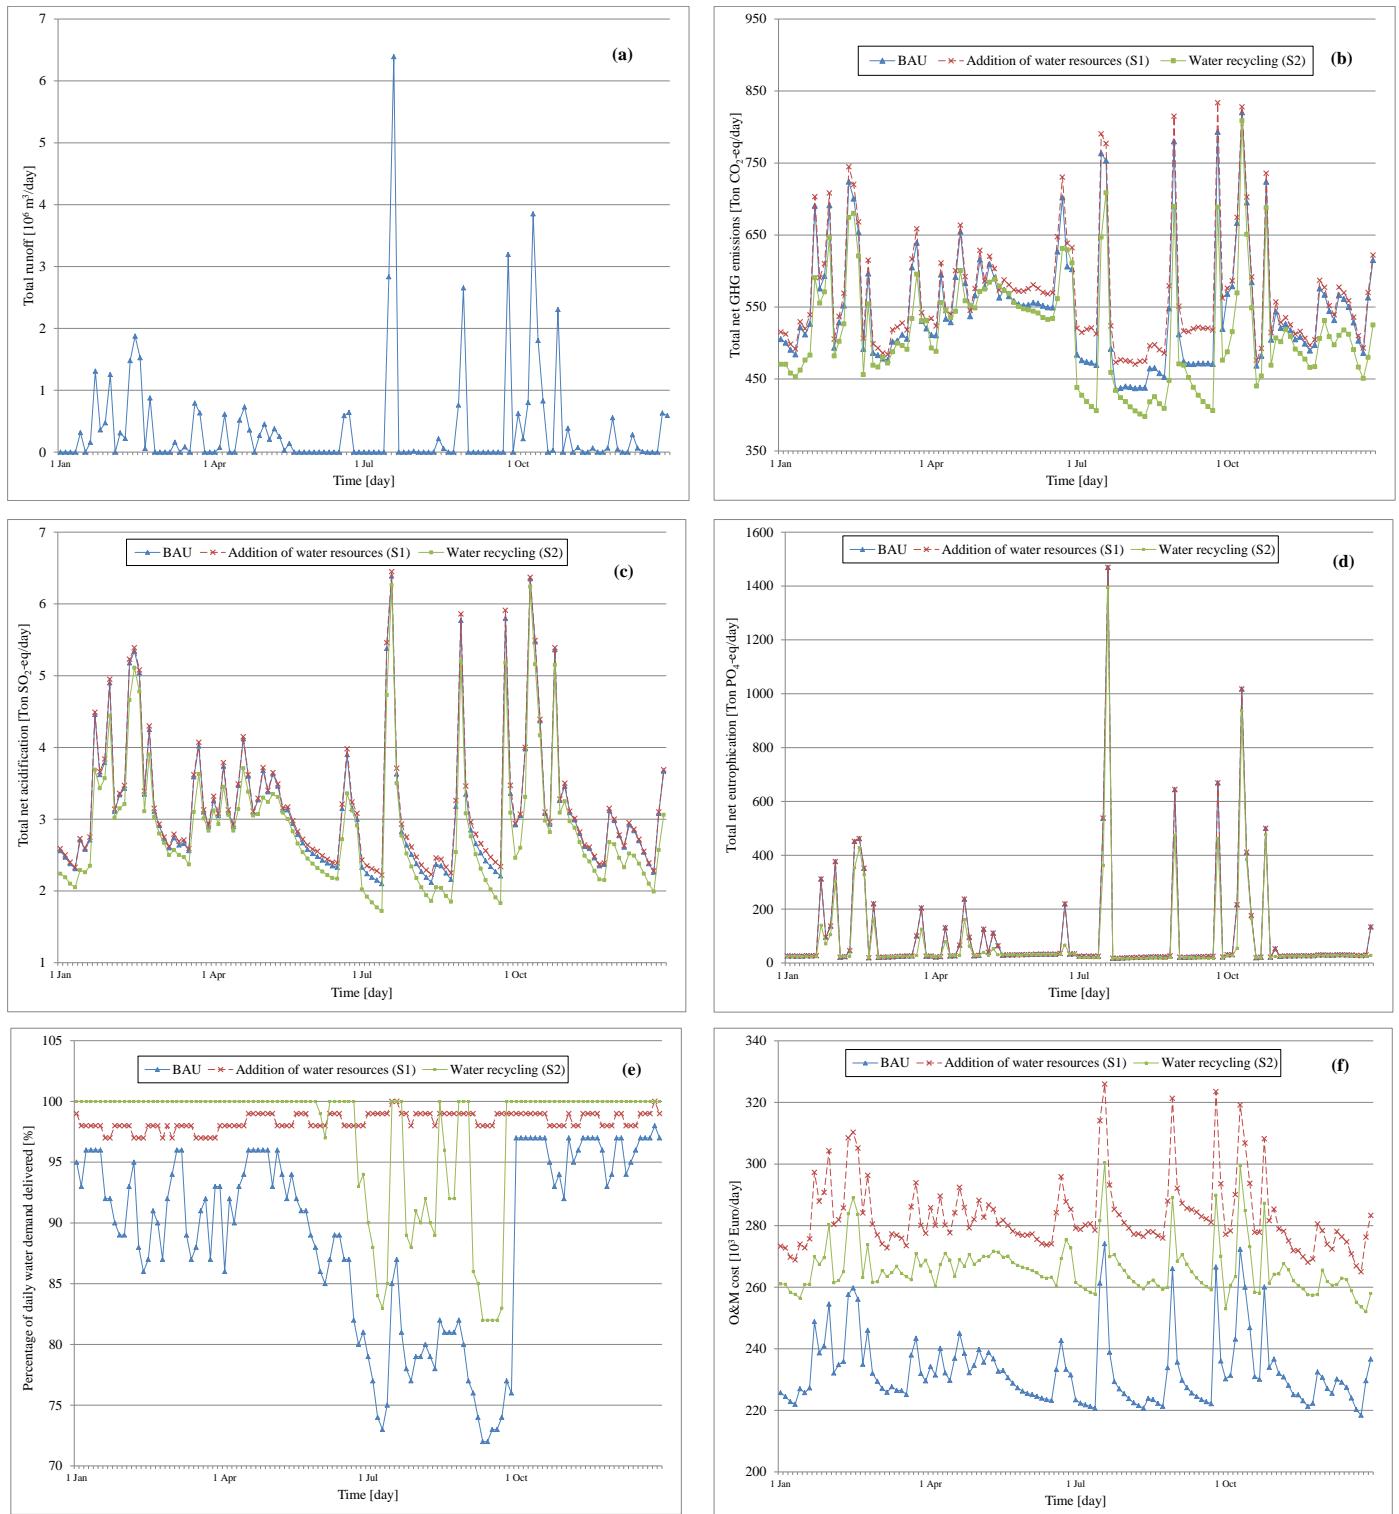 (a)
Total runoff [10⁶ m³/day]
7
6
5
4
3
2
1
0
1 Jan
1 Apr
1 Jul
1 Oct
Time [day]
(b)
BAU
Addition of water resources (S1)
Water recycling (S2)
Total net GHG emissions [Ton CO₂-eq/day]
950
850
750
650
550
450
350
1 Jan
1 Apr
1 Jul
1 Oct
Time [day]
(c)
BAU
Addition of water resources (S1)
Water recycling (S2)
Total net acidification [Ton SO₂-eq/day]
7
6
5
4
3
2
1
1 Jan
1 Apr
1 Jul
1 Oct
Time [day]
(d)
BAU
Addition of water resources (S1)
Water recycling (S2)
Total net europhication [Ton PO₄-eq/day]
1600
1400
1200
1000
800
600
400
200
0
1 Jan
1 Apr
1 Jul
1 Oct
Time [day]
(e)
BAU
Addition of water resources (S1)
Water recycling (S2)
Percentage of daily water demand delivered [%]
105
100
95
90
85
80
75
70
1 Jan
1 Apr
1 Jul
1 Oct
Time [day]
(f)
BAU
Addition of water resources (S1)
Water recycling (S2)
O&M cost [10³ Euro/day]
340
320
300
280
260
240
220
200
1 Jan
1 Apr
1 Jul
1 Oct
Time [day]